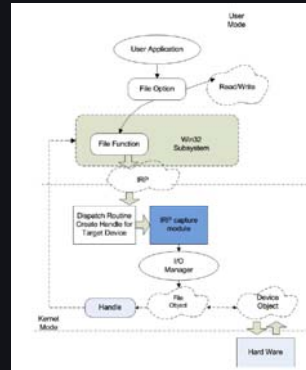 User
Mode
User Application
File Option
Read/Write
File Function
Win32
Subsystem
IRP
Dispatch Routine
Create Handle for
Target Device
IRP capture
module
I/O
Manager
Handle
File
Object
Device
Object
Kernel
Mode
Hard Ware